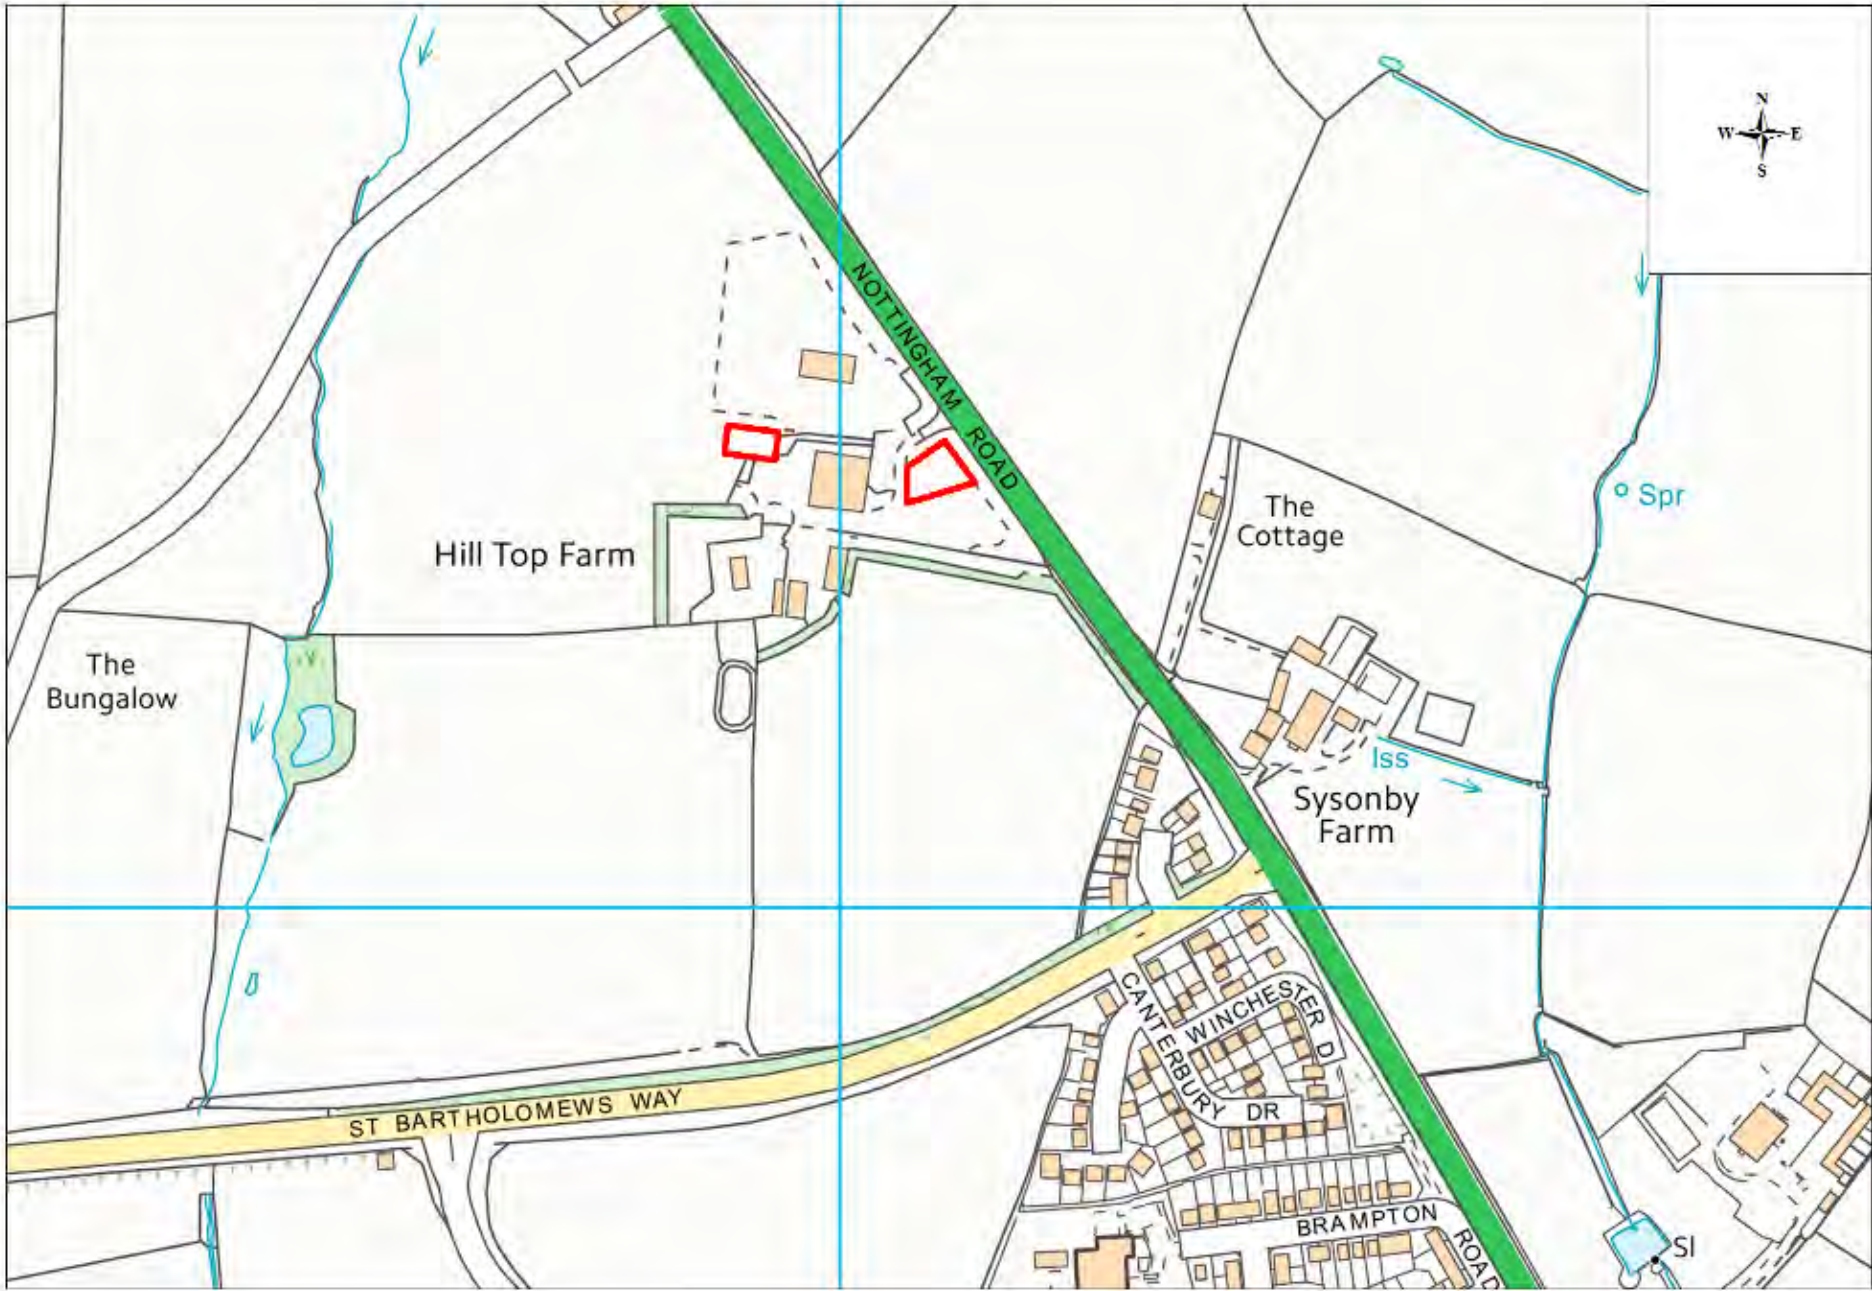 N
W E
S
NOTTINGHAM ROAD
Spr
The
Cottage
Hill Top Farm
The
Bungalow
Iss
Sysonby
Farm
CANTERBURY DR
WINCHESTER D
ST BARTHOLOMEWS WAY
BRAMPTON ROAD
SI